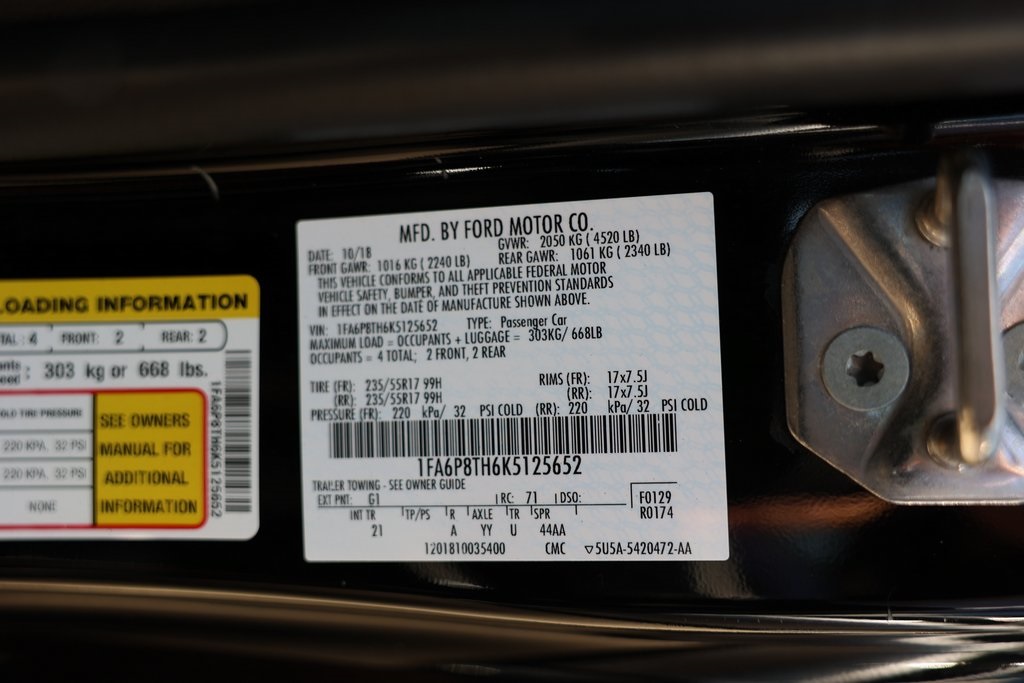 LOADING INFORMATION
TAL : 4 FRONT: 2 REAR: 2
303 kg or 668 lbs.
OLD TIRE PRESSURE
220 KPA, 32 PSI
220 KPA, 32 PSI
NONE
SEE OWNERS
MANUAL FOR
ADDITIONAL
INFORMATION
1FA6P8TH6K5125652
MFD. BY FORD MOTOR CO.
DATE: 10/18 GVWR: 2050 KG ( 4520 LB)
FRONT GAWR: 1016 KG ( 2240 LB) REAR GAWR: 1061 KG ( 2340 LB)
THIS VEHICLE CONFORMS TO ALL APPLICABLE FEDERAL MOTOR
VEHICLE SAFETY, BUMPER, AND THEFT PREVENTION STANDARDS
IN EFFECT ON THE DATE OF MANUFACTURE SHOWN ABOVE.
VIN: 1FA6P8TH6K5125652 TYPE: Passenger Car
MAXIMUM LOAD = OCCUPANTS + LUGGAGE = 303KG/ 668LB
OCCUPANTS = 4 TOTAL; 2 FRONT, 2 REAR
TIRE (FR): 235/55R17 99H RIMS (FR): 17x7.5J
(RR): 235/55R17 99H (RR): 17x7.5J
PRESSURE (FR): 220 kPa/ 32 PSI COLD (RR): 220 kPa/ 32 PSI COLD
1FA6P8TH6K5125652
TRAILER TOWING - SEE OWNER GUIDE
EXT PNT: G1 RC: 71 DSO: F0129
INT TR TP/PS R AXLE TR SPR R0174
21 A YY U 44AA
1201810035400 CMC ▽5U5A-5420472-AA